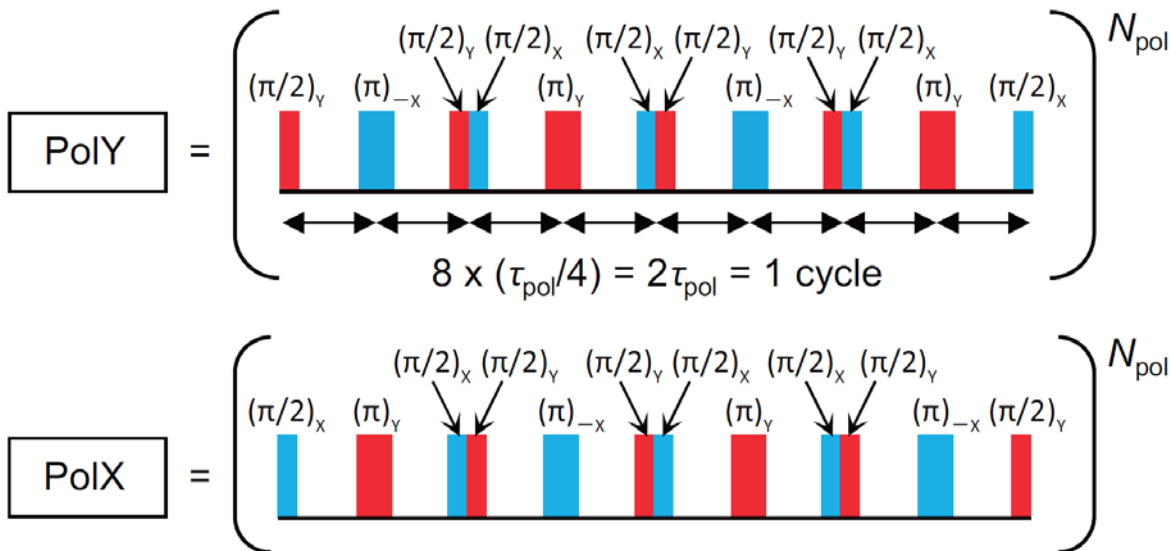 (π/2)Y (π/2)X (π/2)X (π/2)Y (π/2)Y (π/2)X Npol
(π/2)Y (π)−X (π)Y (π)−X (π)Y (π/2)X
PolY =
8 x (τpol/4) = 2τpol = 1 cycle
(π/2)X (π/2)Y (π/2)Y (π/2)X (π/2)X (π/2)Y Npol
(π/2)X (π)Y (π)−X (π)Y (π)−X (π/2)Y
PolX =